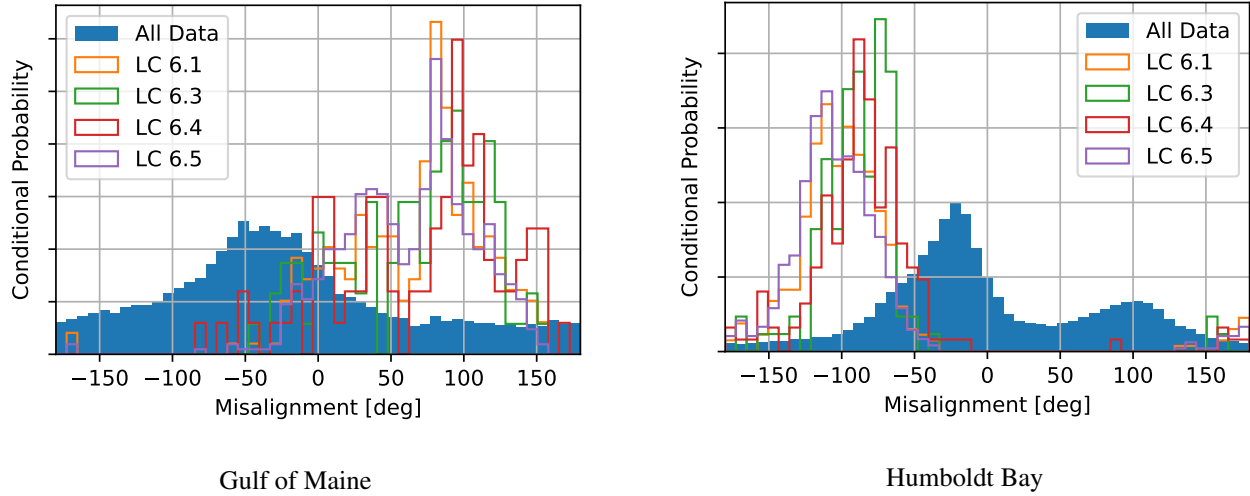 All Data
LC 6.1
LC 6.3
LC 6.4
LC 6.5
Conditional Probability
−150 −100 −50 0 50 100 150
Misalignment [deg]
Gulf of Maine
All Data
LC 6.1
LC 6.3
LC 6.4
LC 6.5
Conditional Probability
−150 −100 −50 0 50 100 150
Misalignment [deg]
Humboldt Bay